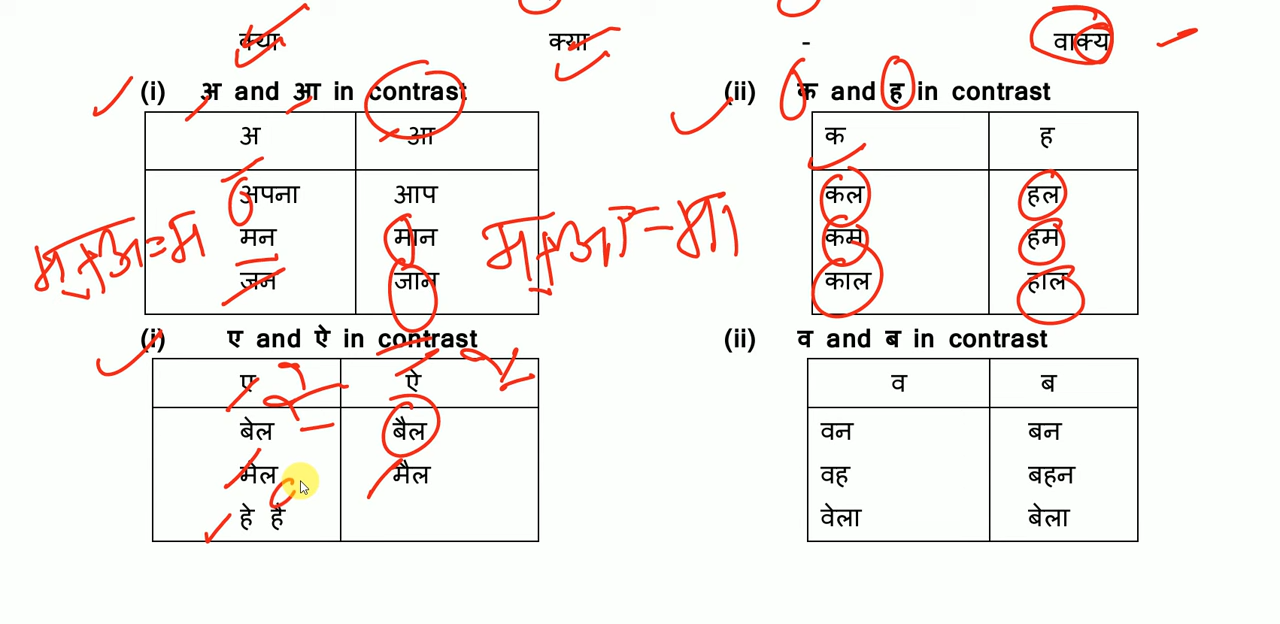 क्या क्या - वाक्य
(i) अ and आ in contrast
अ आ
अपना आप
मन मान
जन जान
म्+अ=म
म्+आ=मा
(ii) क and ह in contrast
क ह
कल हल
कम हम
काल हाल
(i) ए and ऐ in contrast
ए ऐ
बेल बैल
मेल मैल
हे है
(ii) व and ब in contrast
व ब
वन बन
वह बहन
वेला बेला